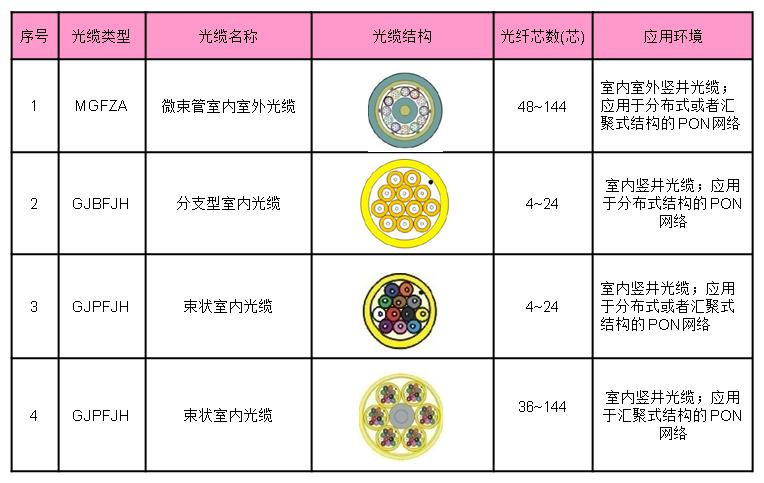 序号 光缆类型 光缆名称 光缆结构 光纤芯数(芯) 应用环境
1 MGFZA 微束管室内室外光缆 48~144 室内室外竖井光缆；
应用于分布式或者汇
聚式结构的PON网络
2 GJBFJH 分支型室内光缆 4~24 室内竖井光缆；应用
于分布式结构的PON
网络
3 GJPFJH 束状室内光缆 4~24 室内竖井光缆；应用
于分布式或者汇聚式
结构的PON网络
4 GJPFJH 束状室内光缆 36~144 室内竖井光缆；应用
于汇聚式结构的PON
网络